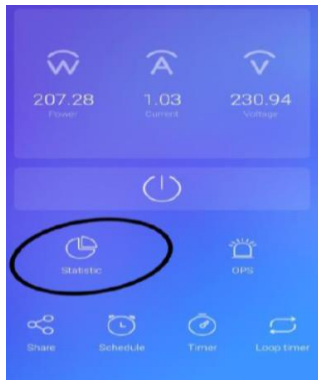 W A V
207.28 1.03 230.94
Power Current Voltage
Statistic OPS
Share Schedule Timer Loop timer